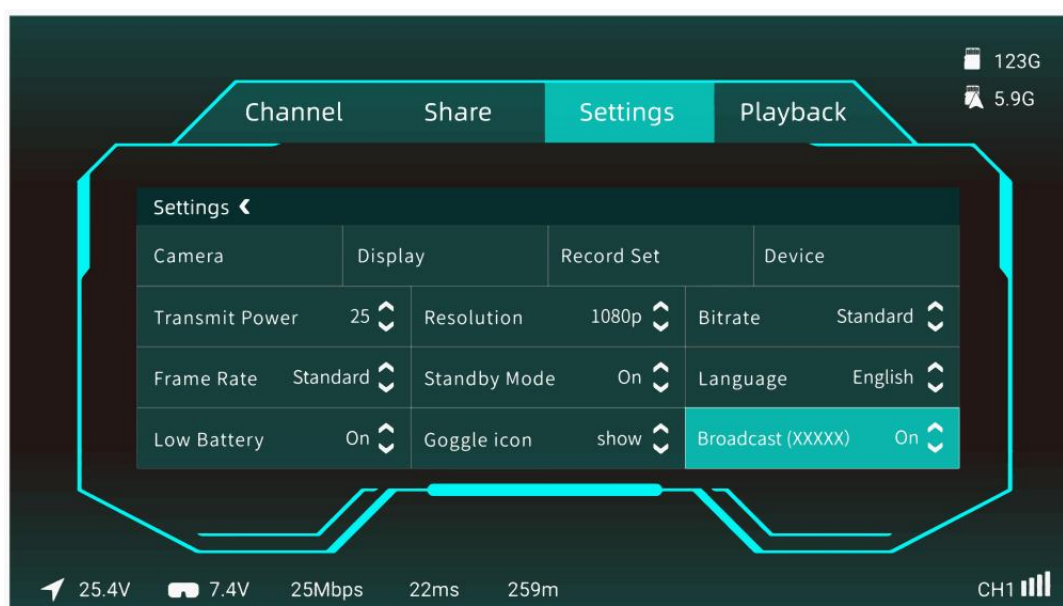 123G
5.9G
Channel Share Settings Playback
Settings
Camera Display Record Set Device
Transmit Power 25 Resolution 1080p Bitrate Standard
Frame Rate Standard Standby Mode On Language English
Low Battery On Goggle icon show Broadcast (XXXXX) On
25.4V 7.4V 25Mbps 22ms 259m CH1